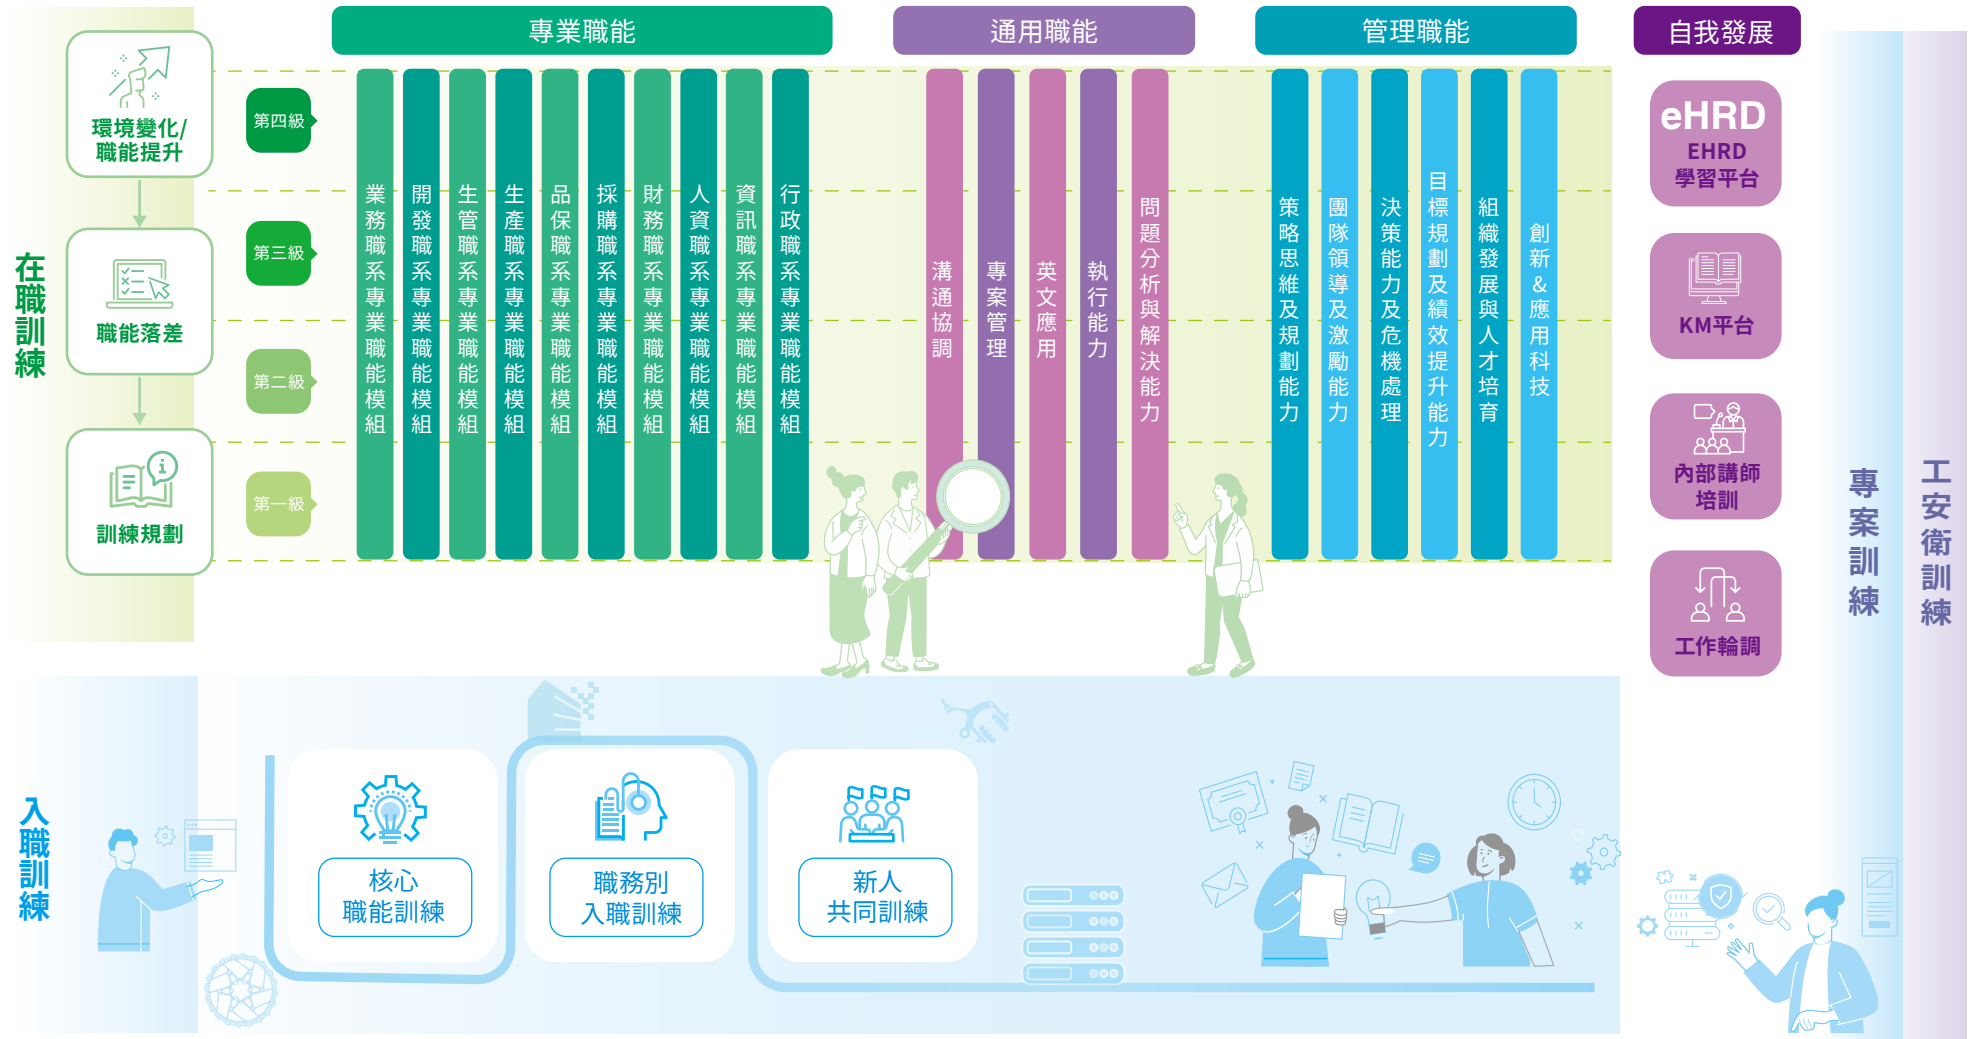 專業職能
通用職能
管理職能
自我發展
在職訓練
環境變化/
職能提升
職能落差
訓練規劃
第四級
第三級
第二級
第一級
業務職系專業職能模組
開發職系專業職能模組
生管職系專業職能模組
生產職系專業職能模組
品保職系專業職能模組
採購職系專業職能模組
財務職系專業職能模組
人資職系專業職能模組
資訊職系專業職能模組
行政職系專業職能模組
溝通協調
專案管理
英文應用
執行能力
問題分析與解決能力
策略思維及規劃能力
團隊領導及激勵能力
決策能力及危機處理
目標規劃及績效提升能力
組織發展與人才培育
創新&應用科技
eHRD
EHRD
學習平台
KM平台
內部講師
培訓
工作輪調
專案訓練
工安衛訓練
入職訓練
核心
職能訓練
職務別
入職訓練
新人
共同訓練